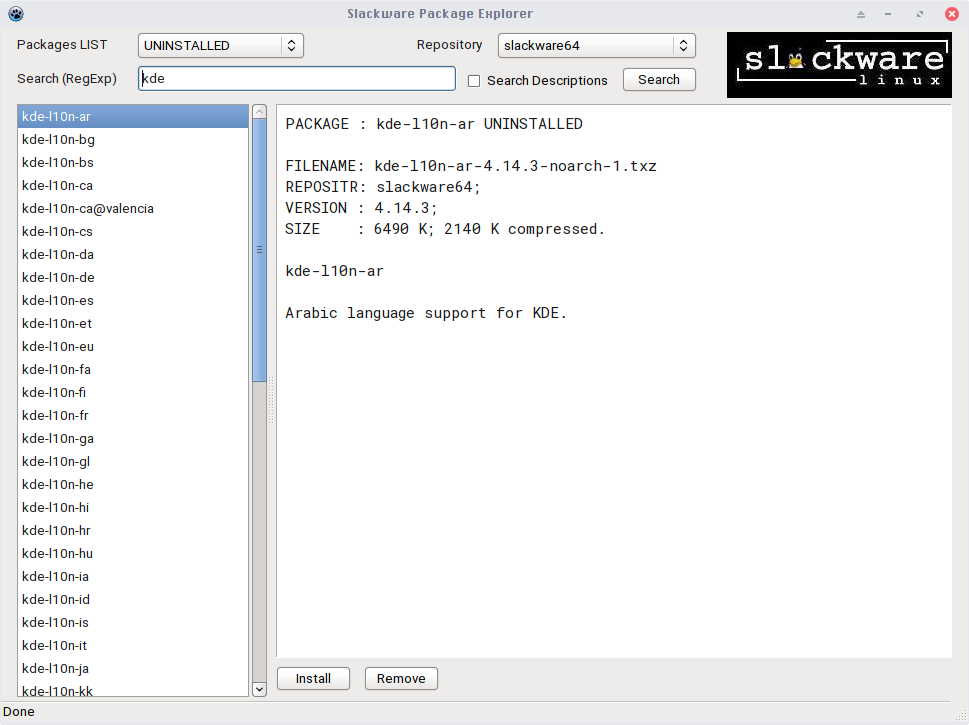 Slackware Package Explorer
Packages LIST UNINSTALLED Repository slackware64
Search (RegExp) kde Search Descriptions Search
slackware
linux
kde-l10n-ar
kde-l10n-bg
kde-l10n-bs
kde-l10n-ca
kde-l10n-ca@valencia
kde-l10n-cs
kde-l10n-da
kde-l10n-de
kde-l10n-es
kde-l10n-et
kde-l10n-eu
kde-l10n-fa
kde-l10n-fi
kde-l10n-fr
kde-l10n-ga
kde-l10n-gl
kde-l10n-he
kde-l10n-hi
kde-l10n-hr
kde-l10n-hu
kde-l10n-ia
kde-l10n-id
kde-l10n-is
kde-l10n-it
kde-l10n-ja
kde-l10n-kk
PACKAGE : kde-l10n-ar UNINSTALLED
FILENAME: kde-l10n-ar-4.14.3-noarch-1.txz
REPOSITR: slackware64;
VERSION : 4.14.3;
SIZE    : 6490 K; 2140 K compressed.
kde-l10n-ar
Arabic language support for KDE.
Install Remove
Done